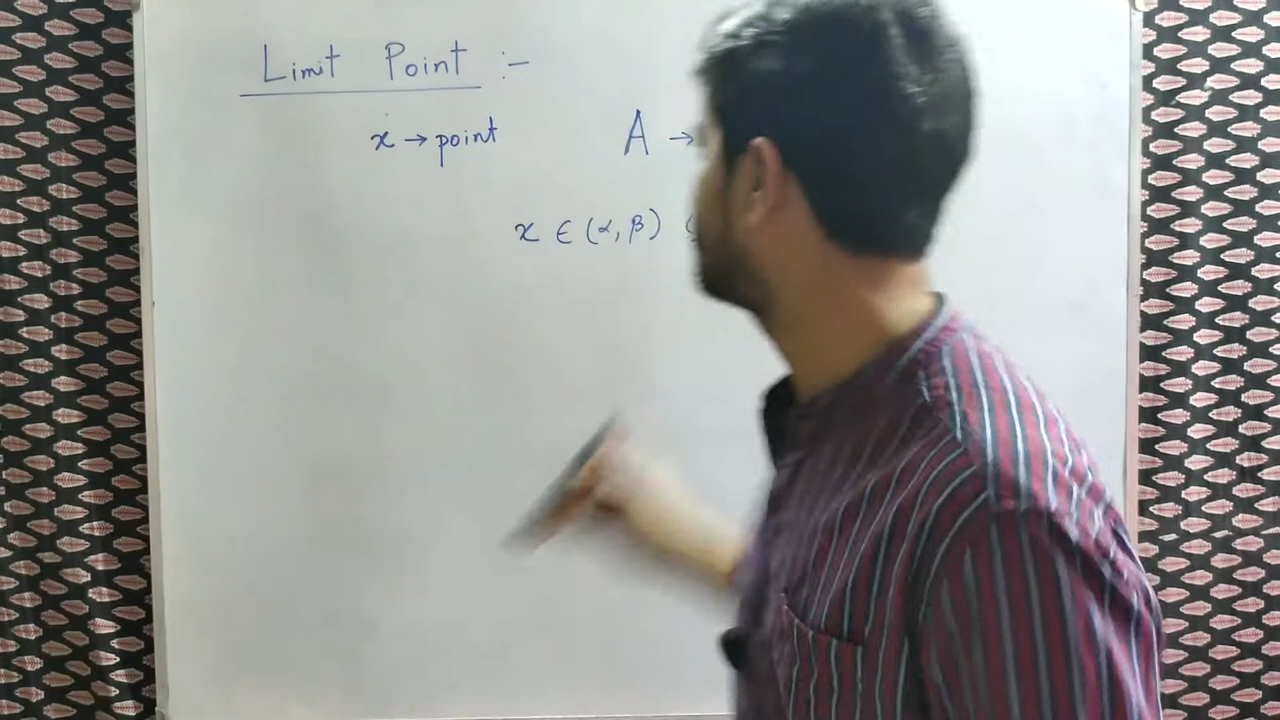 Limit Point :-
x → point A →
x ∈ (α, β)